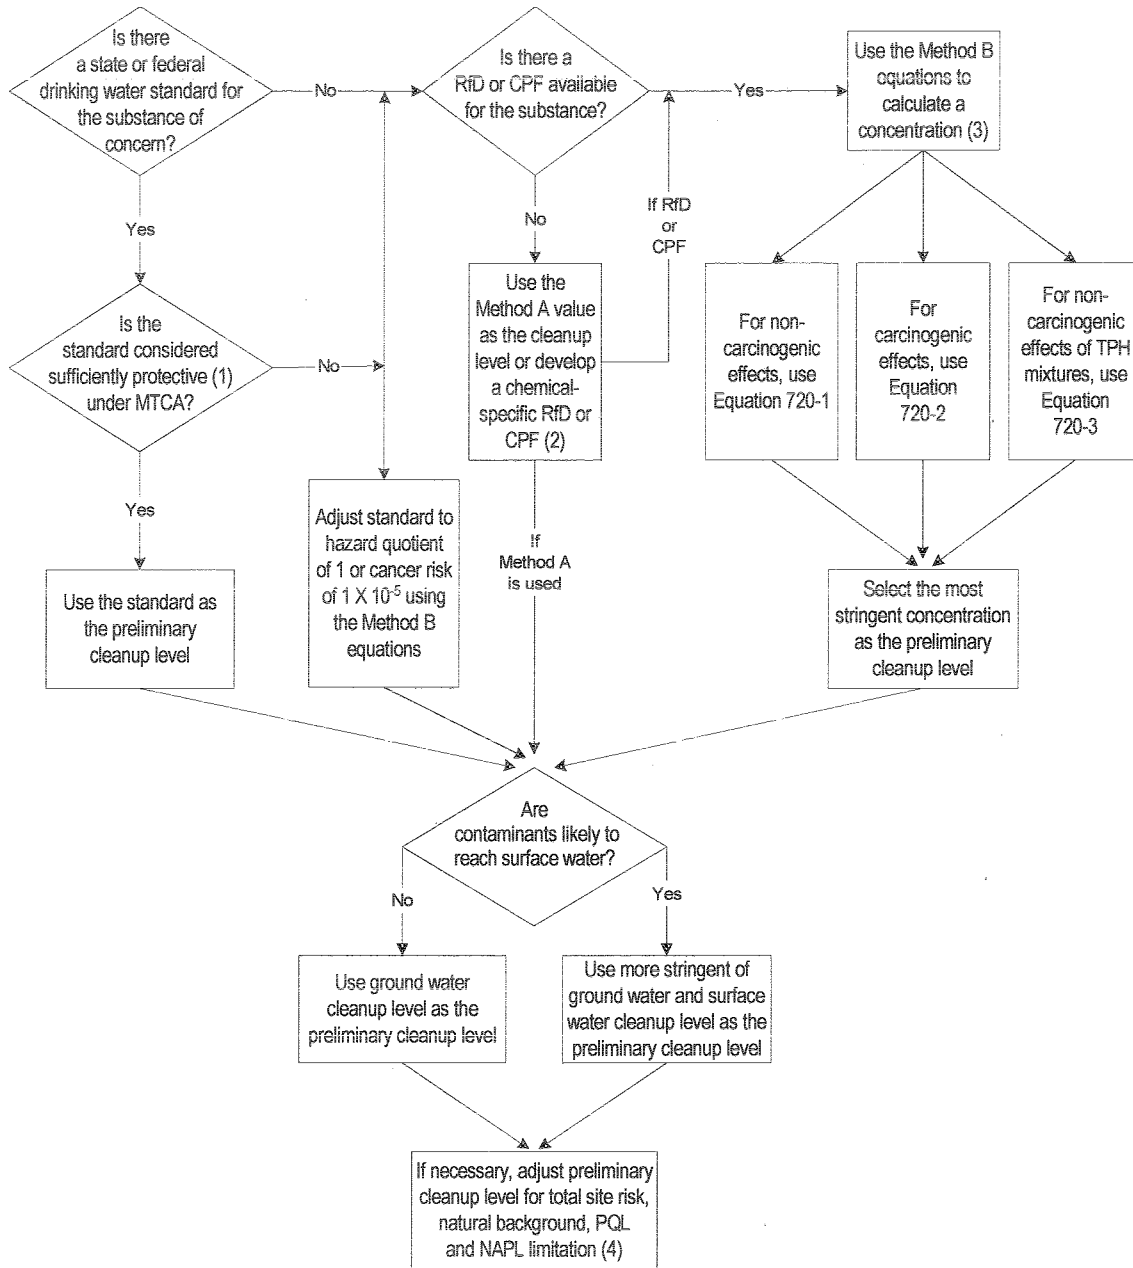 Is there
a state or federal
drinking water standard for
the substance of
concern?
No
Is there a
RfD or CPF available
for the substance?
Yes
Use the Method B
equations to
calculate a
concentration (3)
Yes
No
If RfD
or
CPF
Is the
standard considered
sufficiently protective (1)
under MTCA?
No
Use the
Method A value
as the cleanup
level or develop
a chemical-
specific RfD or
CPF (2)
For non-
carcinogenic
effects, use
Equation 720-1
For
carcinogenic
effects, use
Equation
720-2
For non-
carcinogenic
effects of TPH
mixtures, use
Equation
720-3
Yes
Adjust standard to
hazard quotient
of 1 or cancer risk
of 1 X 10⁻⁵ using
the Method B
equations
If
Method A
is used
Use the standard as
the preliminary
cleanup level
Select the most
stringent concentration
as the preliminary
cleanup level
Are
contaminants likely to
reach surface water?
No
Yes
Use ground water
cleanup level as the
preliminary cleanup level
Use more stringent of
ground water and surface
water cleanup level as the
preliminary cleanup level
If necessary, adjust preliminary
cleanup level for total site risk,
natural background, PQL
and NAPL limitation (4)